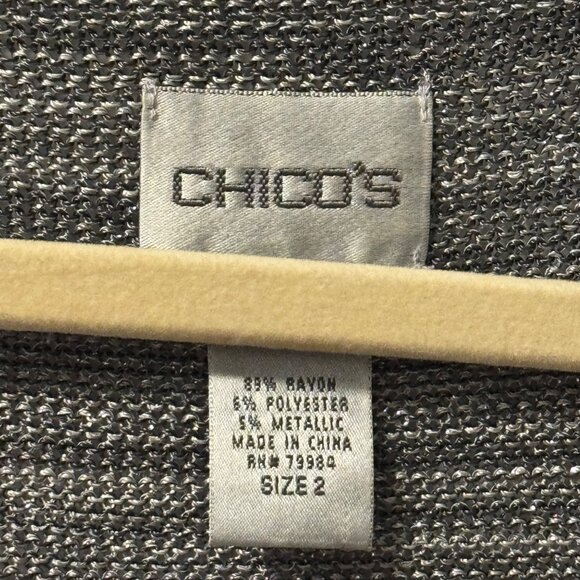 CHICO'S
89% RAYON
6% POLYESTER
5% METALLIC
MADE IN CHINA
RN# 79984
SIZE 2